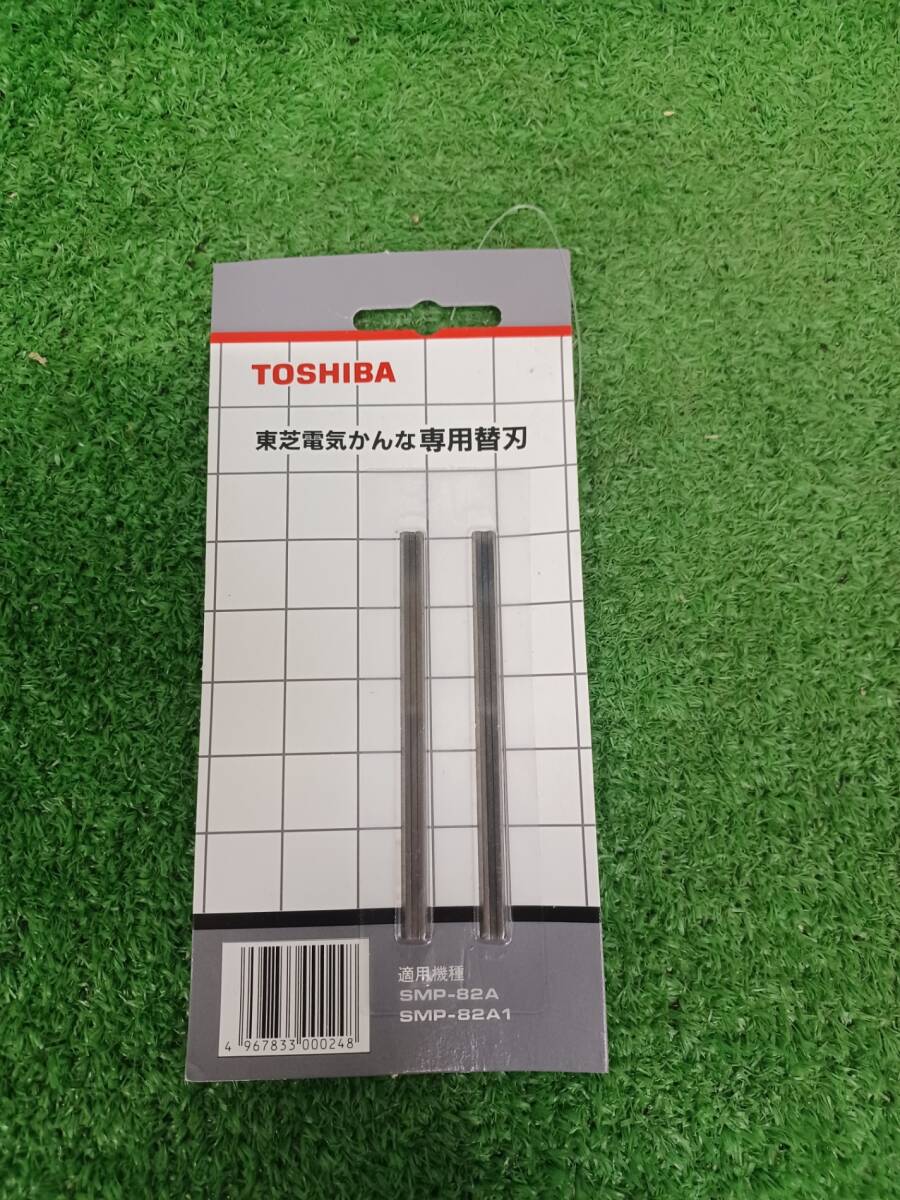 TOSHIBA
東芝電気かんな専用替刃
適用機種
SMP-82A
SMP-82A1
4 967833 000248